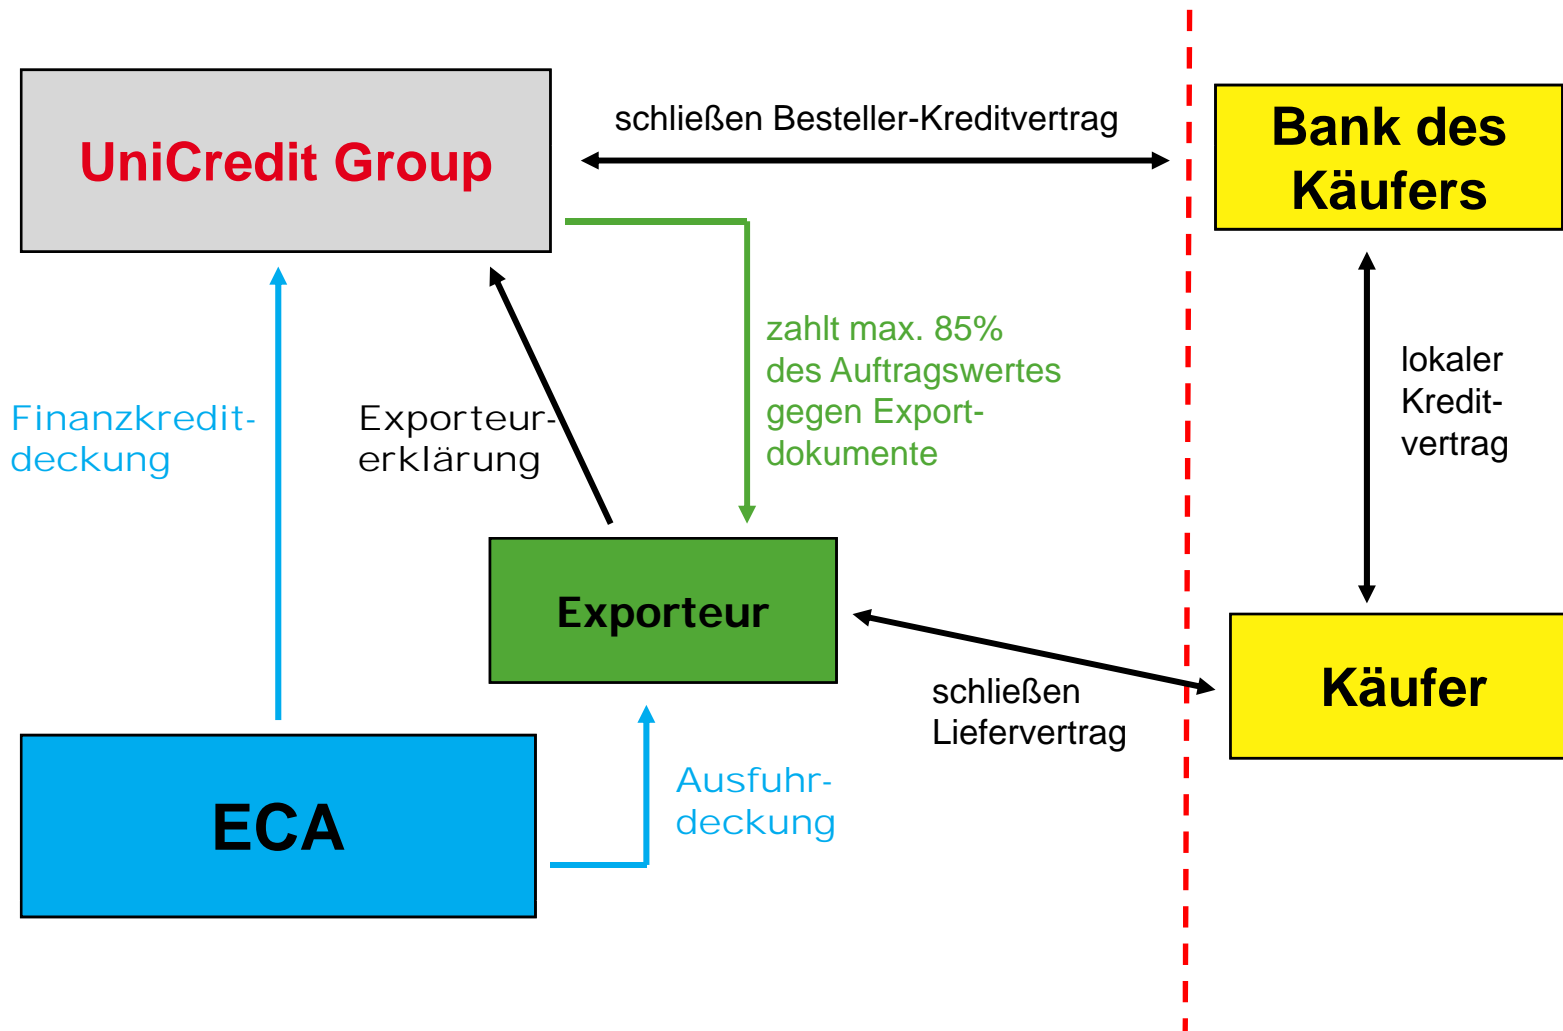 UniCredit Group
schließen Besteller-Kreditvertrag
Bank des
Käufers
zahlt max. 85%
des Auftragswertes
gegen Export-
dokumente
lokaler
Kredit-
vertrag
Finanzkredit-
deckung
Exporteur-
erklärung
Exporteur
schließen
Liefervertrag
Käufer
ECA
Ausfuhr-
deckung